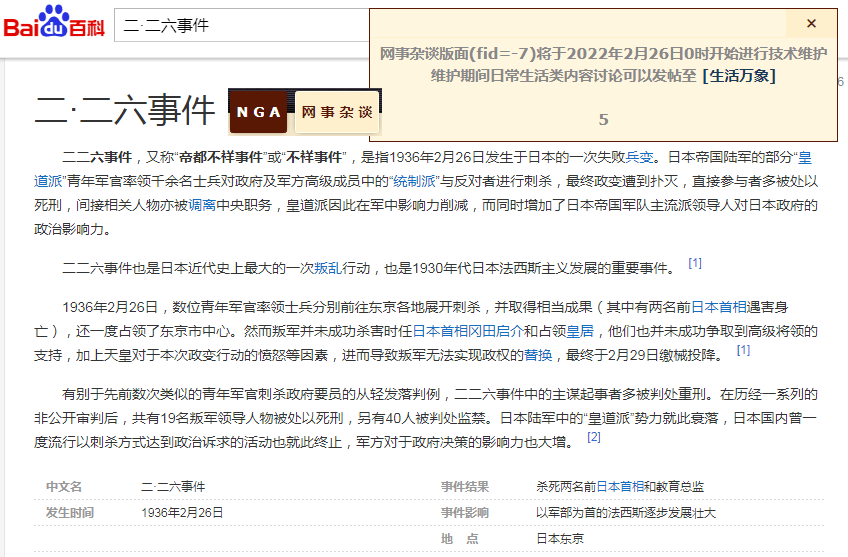 Baidu百科
二·二六事件
×
网事杂谈版面(fid=-7)将于2022年2月26日0时开始进行技术维护
维护期间日常生活类内容讨论可以发帖至 [生活万象]
5
6
二·二六事件
NGA
网事杂谈
二二六事件，又称“帝都不祥事件”或“不祥事件”，是指1936年2月26日发生于日本的一次失败兵变。日本帝国陆军的部分“皇
道派”青年军官率领千余名士兵对政府及军方高级成员中的“统制派”与反对者进行刺杀，最终政变遭到扑灭，直接参与者多被处以
死刑，间接相关人物亦被调离中央职务，皇道派因此在军中影响力削减，而同时增加了日本帝国军队主流派领导人对日本政府的
政治影响力。
二二六事件也是日本近代史上最大的一次叛乱行动，也是1930年代日本法西斯主义发展的重要事件。 [1]
1936年2月26日，数位青年军官率领士兵分别前往东京各地展开刺杀，并取得相当成果（其中有两名前日本首相遇害身
亡），还一度占领了东京市中心。然而叛军并未成功杀害时任日本首相冈田启介和占领皇居，他们也并未成功争取到高级将领的
支持，加上天皇对于本次政变行动的愤怒等因素，进而导致叛军无法实现政权的替换，最终于2月29日缴械投降。 [1]
有别于先前数次类似的青年军官刺杀政府要员的从轻发落判例，二二六事件中的主谋起事者多被判处重刑。在历经一系列的
非公开审判后，共有19名叛军领导人物被处以死刑，另有40人被判处监禁。日本陆军中的“皇道派”势力就此衰落，日本国内曾一
度流行以刺杀方式达到政治诉求的活动也就此终止，军方对于政府决策的影响力也大增。 [2]
中文名 二·二六事件 事件结果 杀死两名前日本首相和教育总监
发生时间 1936年2月26日 事件影响 以军部为首的法西斯逐步发展壮大
地 点 日本东京